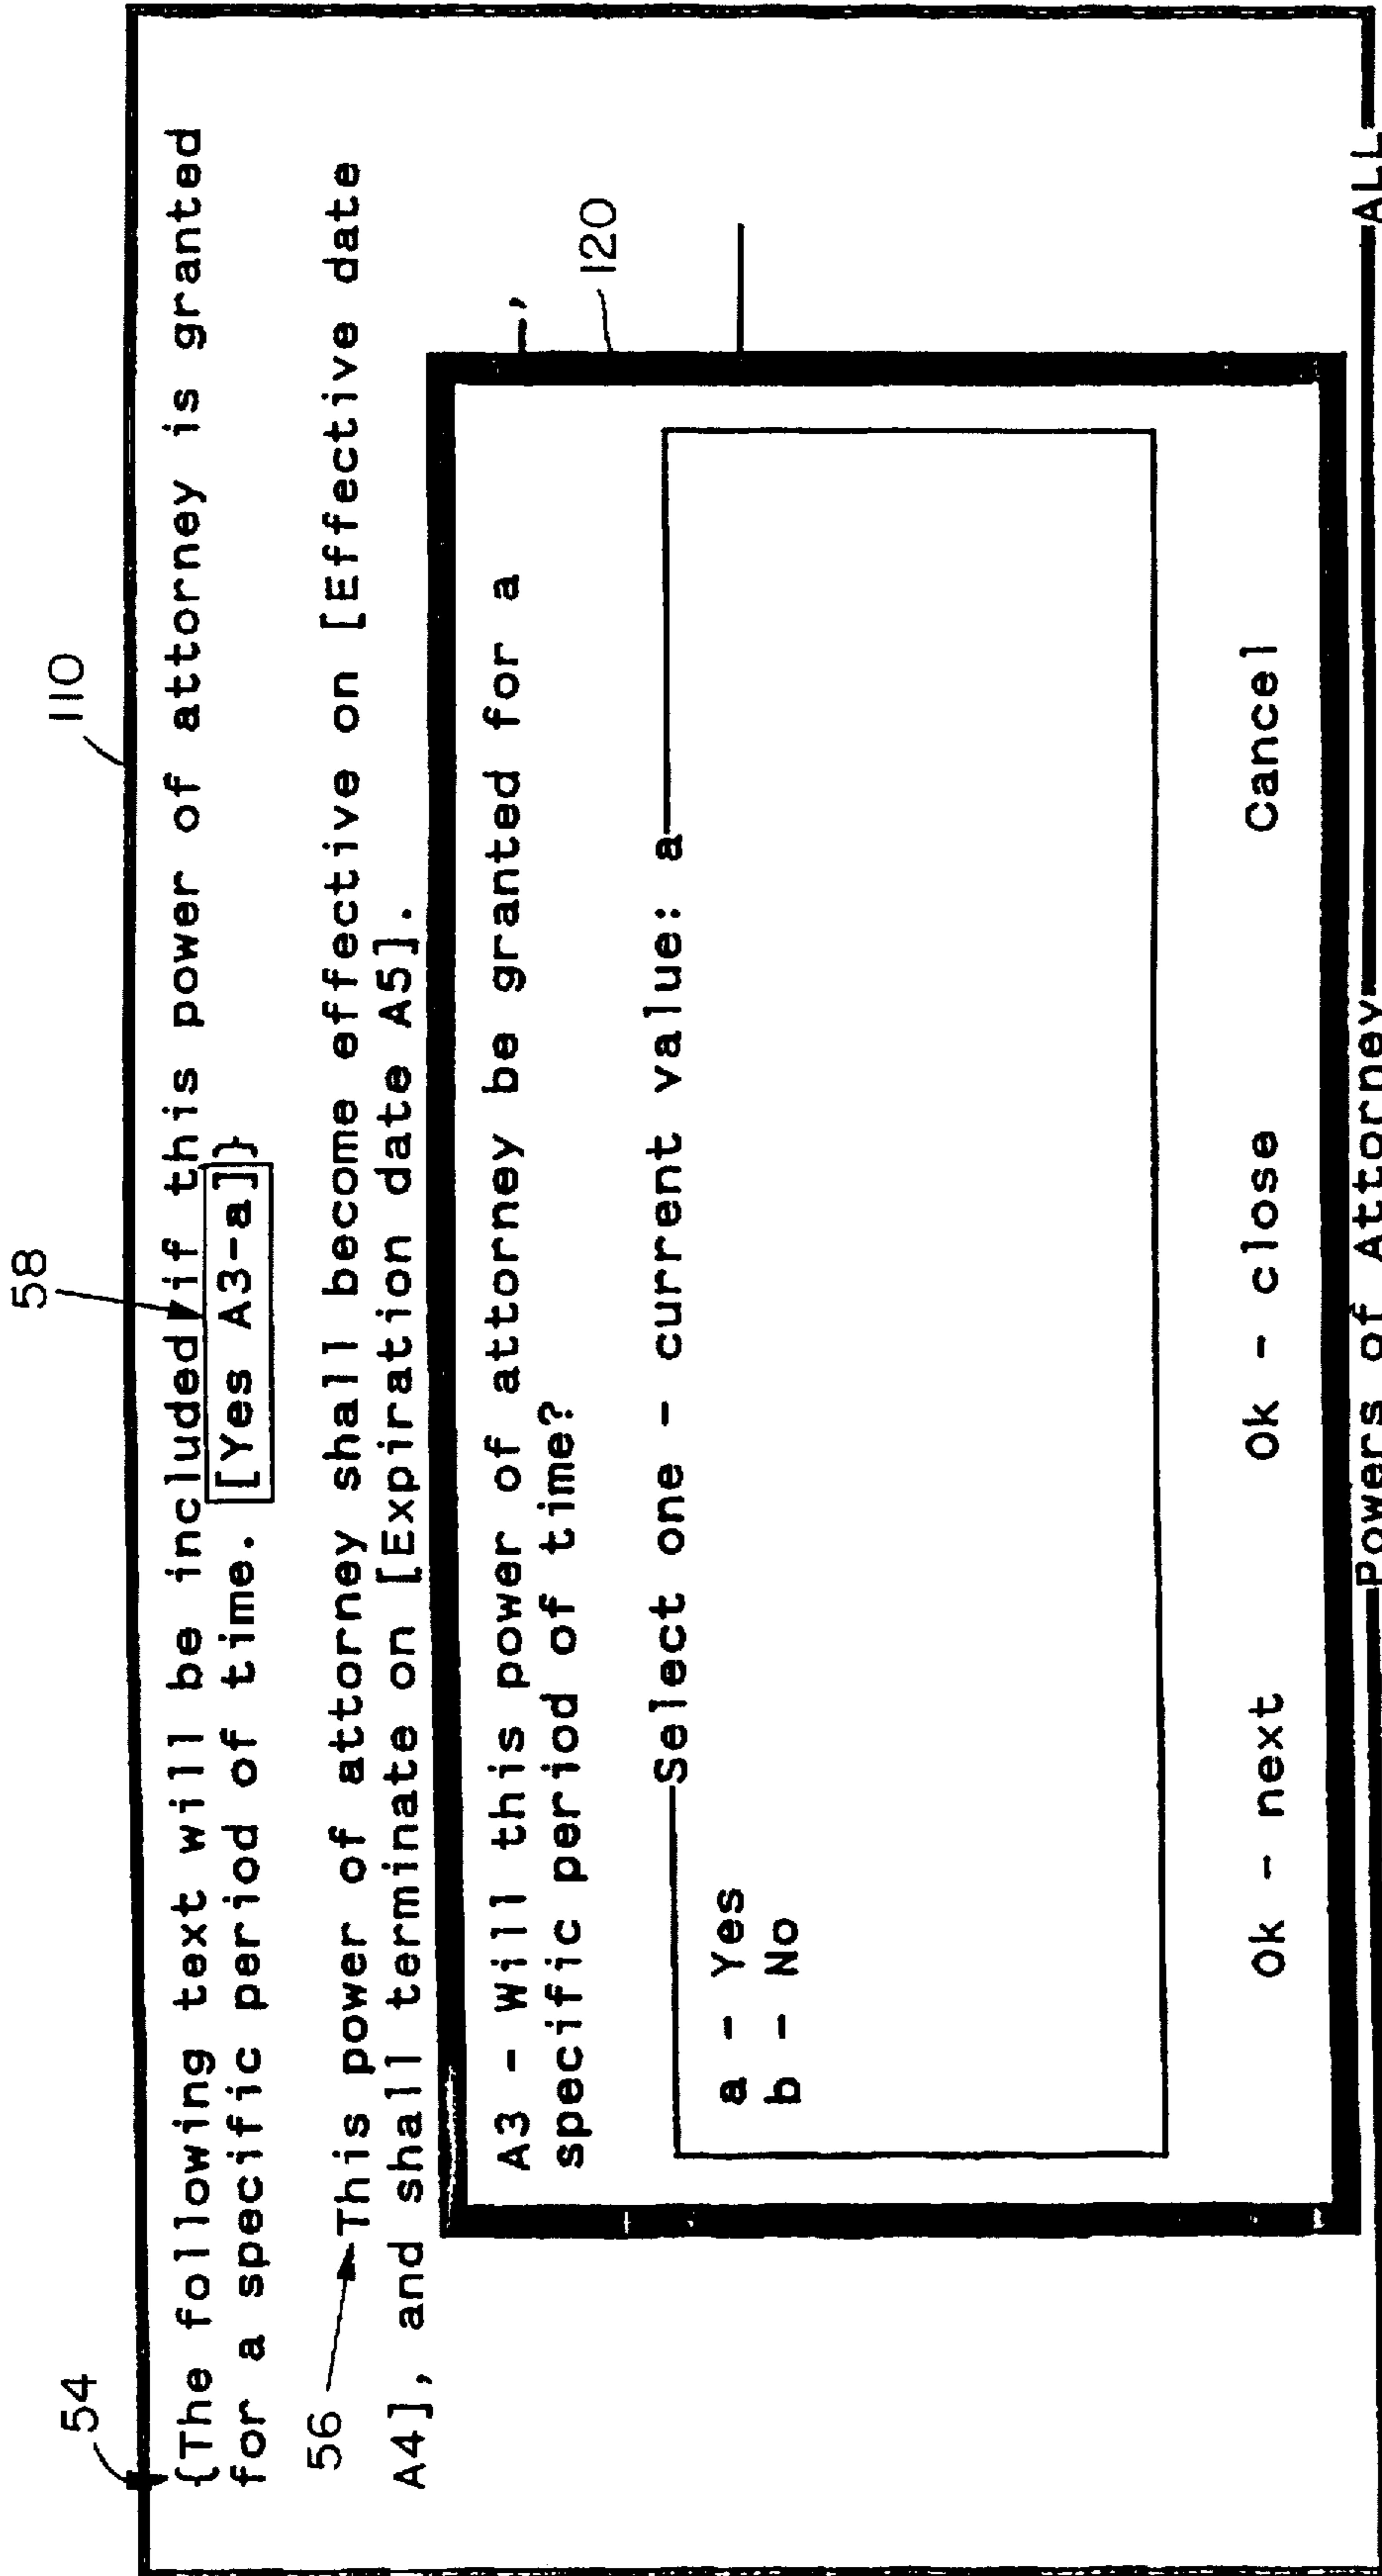 110
58
54
{The following text will be included if this power of attorney is granted
for a specific period of time. [Yes A3-a]}
56
This power of attorney shall become effective on [Effective date
A4], and shall terminate on [Expiration date A5].
A3 - Will this power of attorney be granted for a
specific period of time?
,
120
Select one - current value: a
a - Yes
b - No
Ok - next Ok - close Cancel
Powers of Attorney ALL